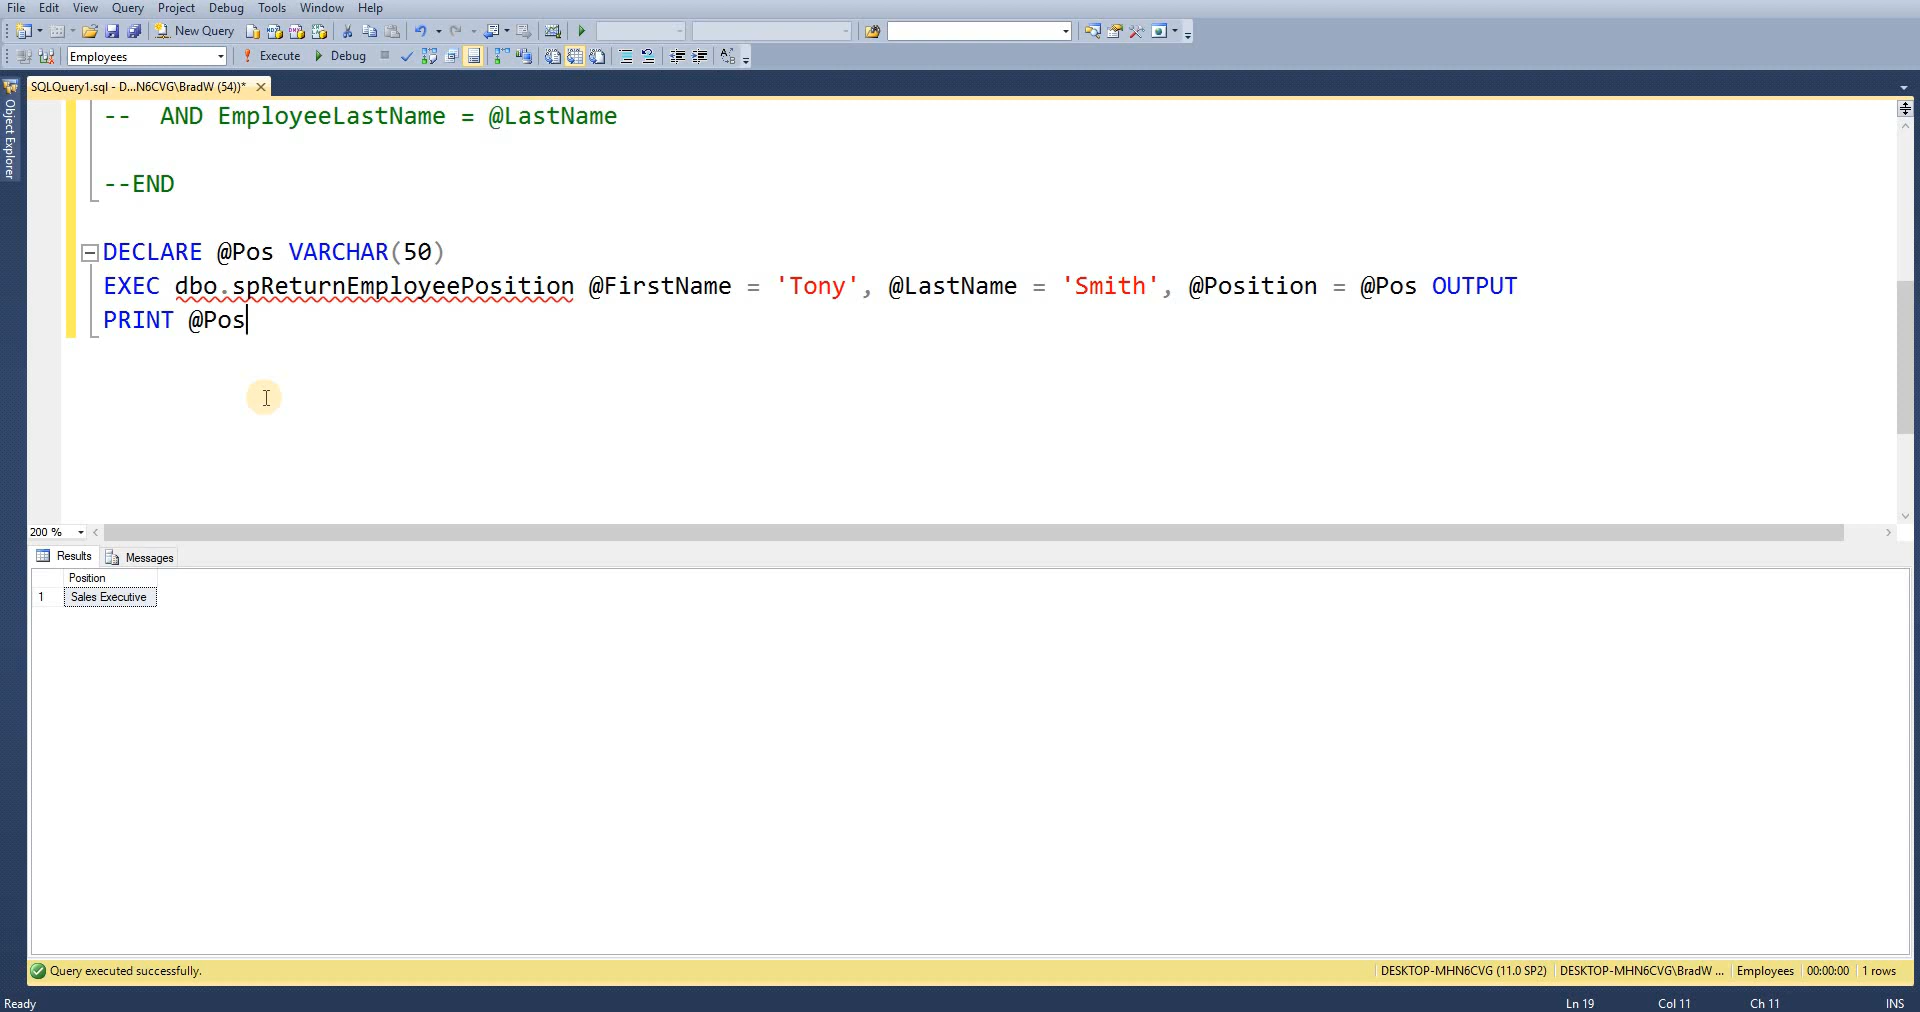 File Edit View Query Project Debug Tools Window Help
New Query
Employees Execute Debug
SQLQuery1.sql - D...N6CVG\BradW (54))*
Object Explorer
--  AND EmployeeLastName = @LastName
--END
DECLARE @Pos VARCHAR(50)
EXEC dbo.spReturnEmployeePosition @FirstName = 'Tony', @LastName = 'Smith', @Position = @Pos OUTPUT
PRINT @Pos
200 %
Results Messages
Position
1 Sales Executive
Query executed successfully. DESKTOP-MHN6CVG (11.0 SP2) DESKTOP-MHN6CVG\BradW ... Employees 00:00:00 1 rows
Ready Ln 19 Col 11 Ch 11 INS